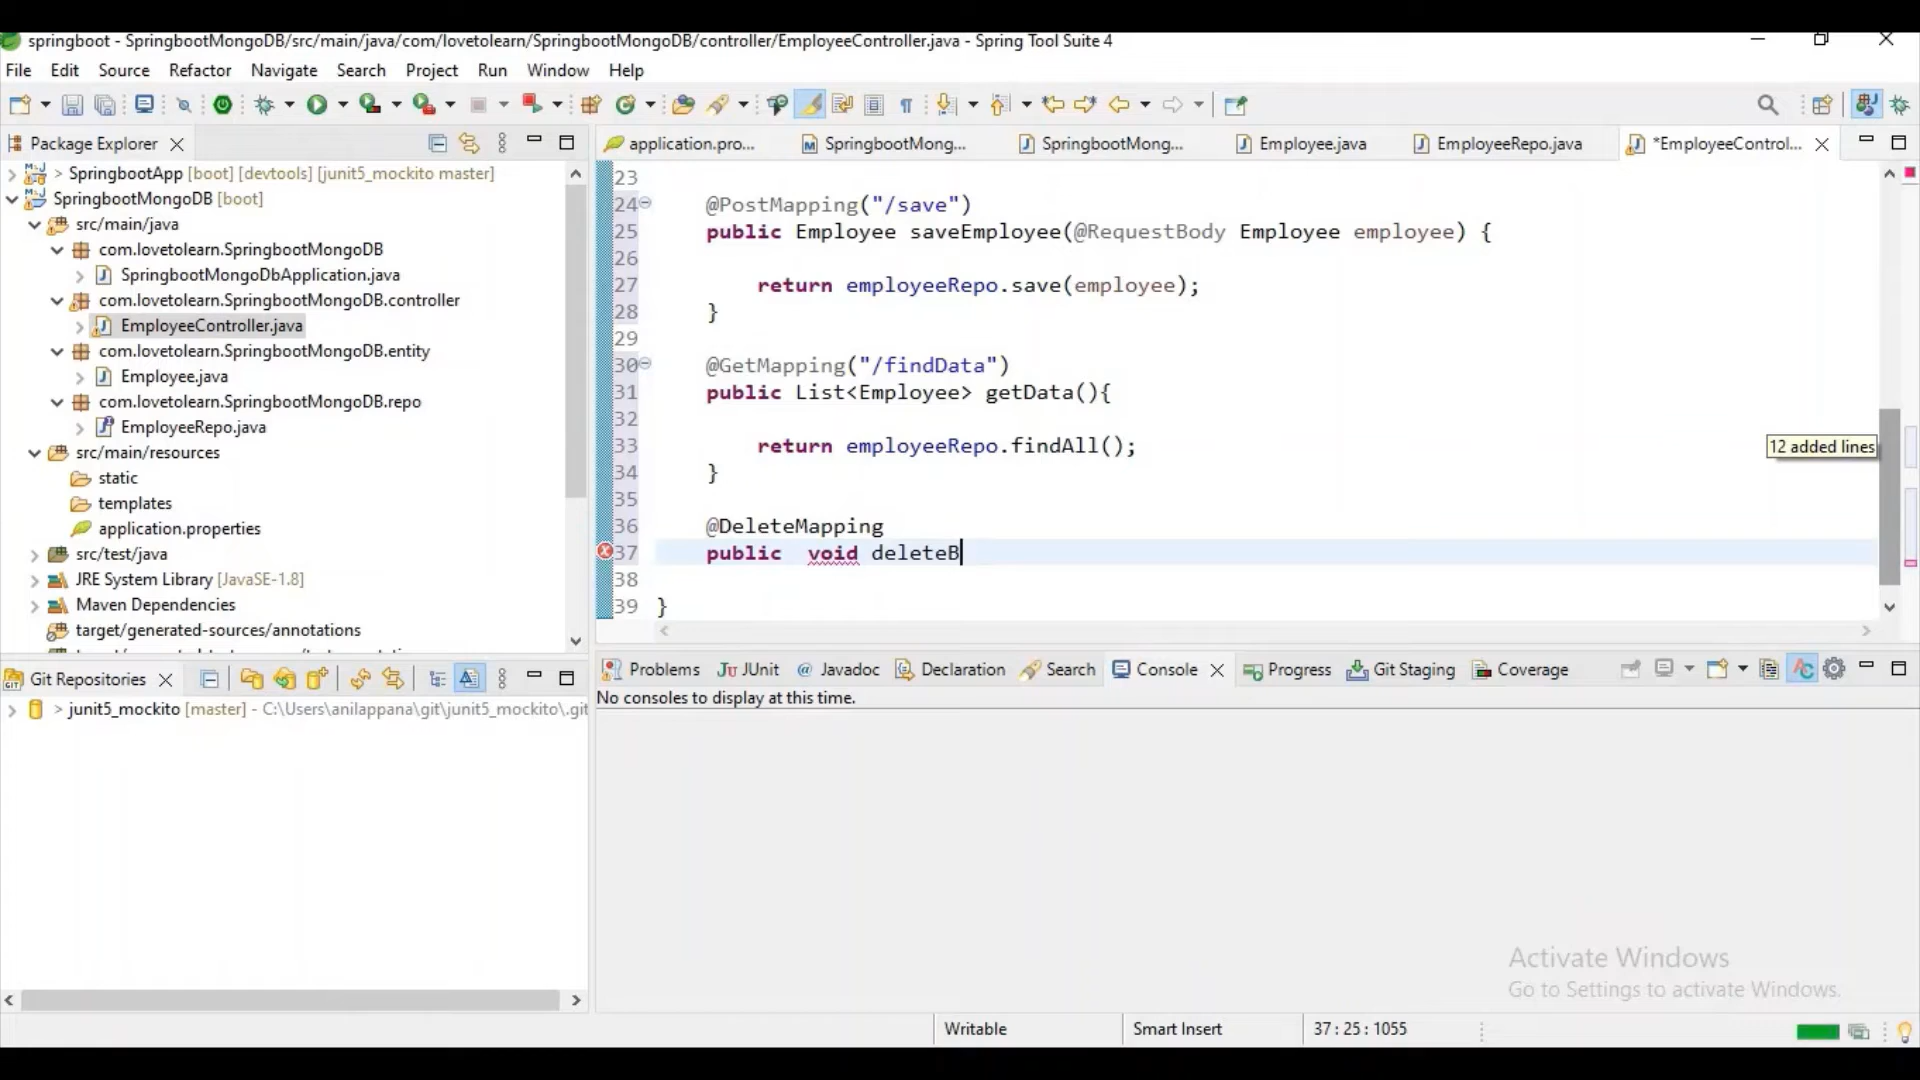 springboot - SpringbootMongoDB/src/main/java/com/lovetolearn/SpringbootMongoDB/controller/EmployeeController.java - Spring Tool Suite 4
File Edit Source Refactor Navigate Search Project Run Window Help
Package Explorer
> SpringbootApp [boot] [devtools] [junit5_mockito master]
SpringbootMongoDB [boot]
src/main/java
com.lovetolearn.SpringbootMongoDB
SpringbootMongoDbApplication.java
com.lovetolearn.SpringbootMongoDB.controller
EmployeeController.java
com.lovetolearn.SpringbootMongoDB.entity
Employee.java
com.lovetolearn.SpringbootMongoDB.repo
EmployeeRepo.java
src/main/resources
static
templates
application.properties
src/test/java
JRE System Library [JavaSE-1.8]
Maven Dependencies
target/generated-sources/annotations
Git Repositories
> junit5_mockito [master] - C:\Users\anilappana\git\junit5_mockito\.git
application.pro... SpringbootMong... SpringbootMong... Employee.java EmployeeRepo.java *EmployeeControl...
23
24 @PostMapping("/save")
25 public Employee saveEmployee(@RequestBody Employee employee) {
26
27 return employeeRepo.save(employee);
28 }
29
30 @GetMapping("/findData")
31 public List<Employee> getData(){
32
33 return employeeRepo.findAll();
34 }
35
36 @DeleteMapping
37 public  void deleteB
38
39 }
12 added lines
Problems JUnit Javadoc Declaration Search Console Progress Git Staging Coverage
No consoles to display at this time.
Activate Windows
Go to Settings to activate Windows.
Writable Smart Insert 37 : 25 : 1055